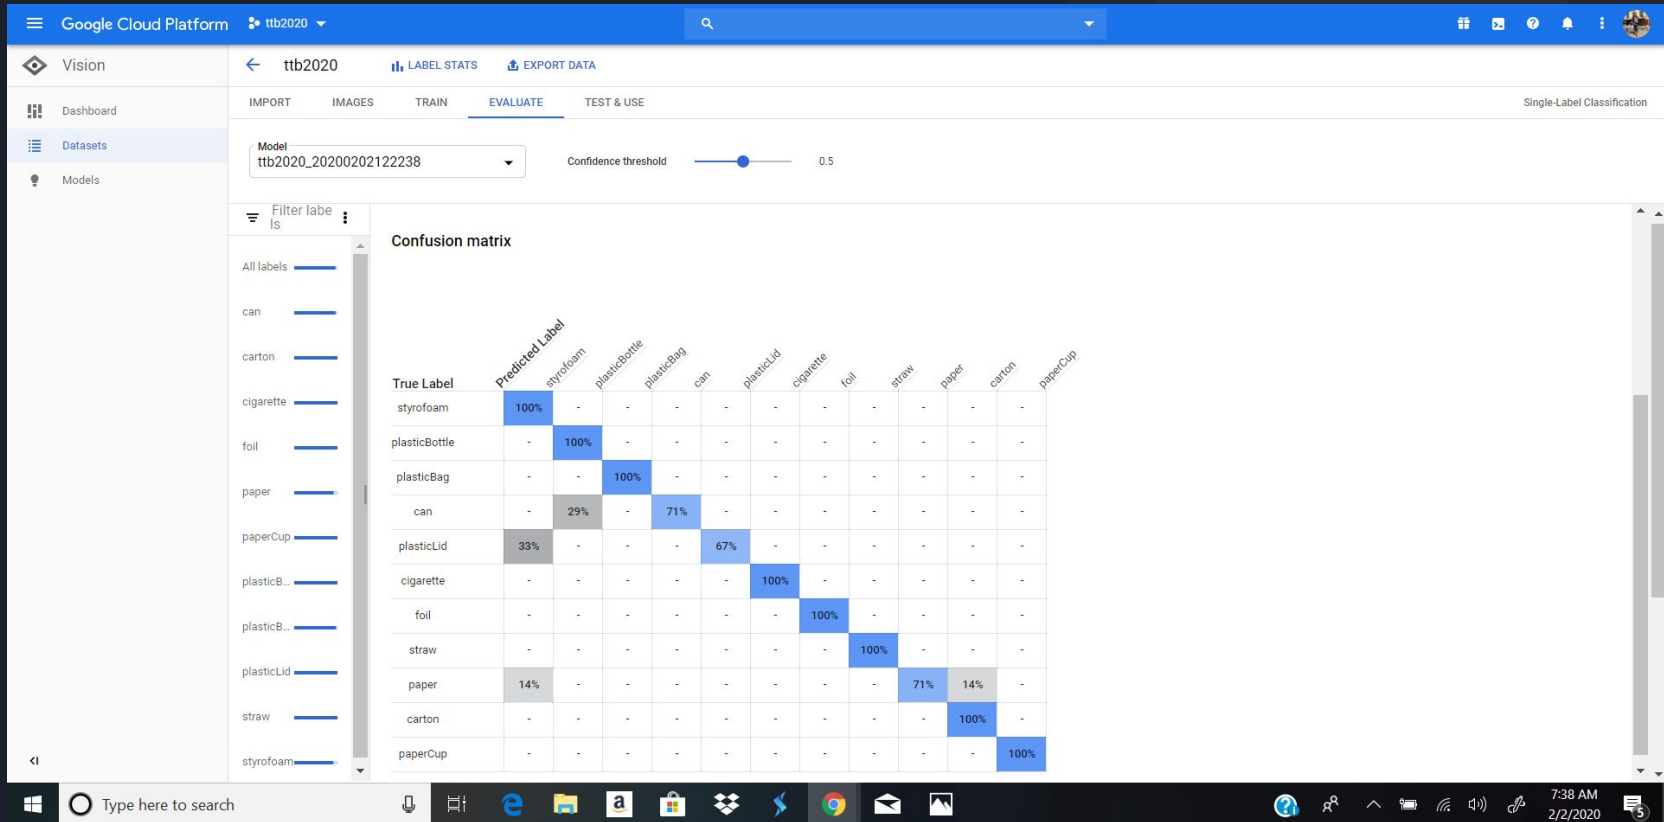 Google Cloud Platform ttb2020
Vision ttb2020 LABEL STATS EXPORT DATA
IMPORT IMAGES TRAIN EVALUATE TEST & USE Single-Label Classification
Dashboard
Datasets
Models
Model
ttb2020_20200202122238 Confidence threshold 0.5
Filter labe
ls
All labels
can
carton
cigarette
foil
paper
paperCup
plasticB...
plasticB...
plasticLid
straw
styrofoam
Confusion matrix
True Label Predicted Label styrofoam plasticBottle plasticBag can plasticLid cigarette foil straw paper carton paperCup
styrofoam 100% - - - - - - - - - -
plasticBottle - 100% - - - - - - - - -
plasticBag - - 100% - - - - - - - -
can - 29% - 71% - - - - - - -
plasticLid 33% - - - 67% - - - - - -
cigarette - - - - - 100% - - - - -
foil - - - - - - 100% - - - -
straw - - - - - - - 100% - - -
paper 14% - - - - - - - 71% 14% -
carton - - - - - - - - - 100% -
paperCup - - - - - - - - - - 100%
Type here to search
7:38 AM
2/2/2020
5